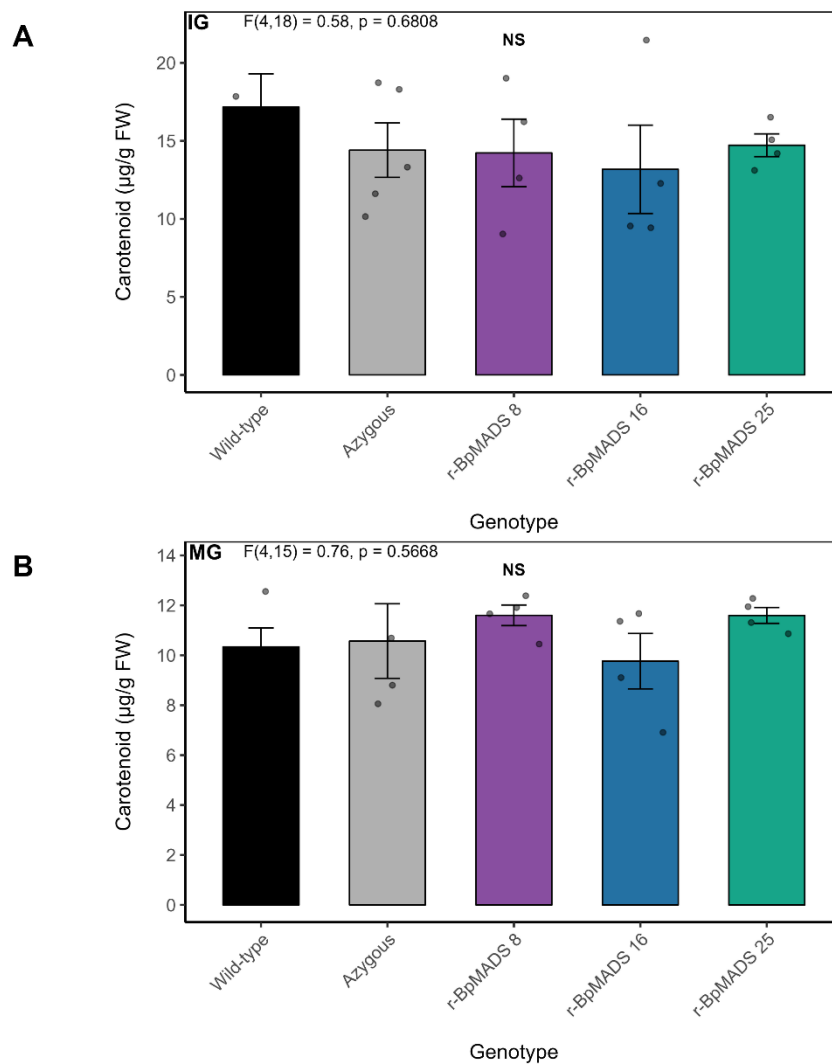 A
IG F(4,18) = 0.58, p = 0.6808
NS
20
15
10
5
0
Carotenoid (µg/g FW)
Wild-type
Azygous
r-BpMADS 8
r-BpMADS 16
r-BpMADS 25
Genotype
B
MG F(4,15) = 0.76, p = 0.5668
NS
14
12
10
8
6
4
2
0
Carotenoid (µg/g FW)
Wild-type
Azygous
r-BpMADS 8
r-BpMADS 16
r-BpMADS 25
Genotype